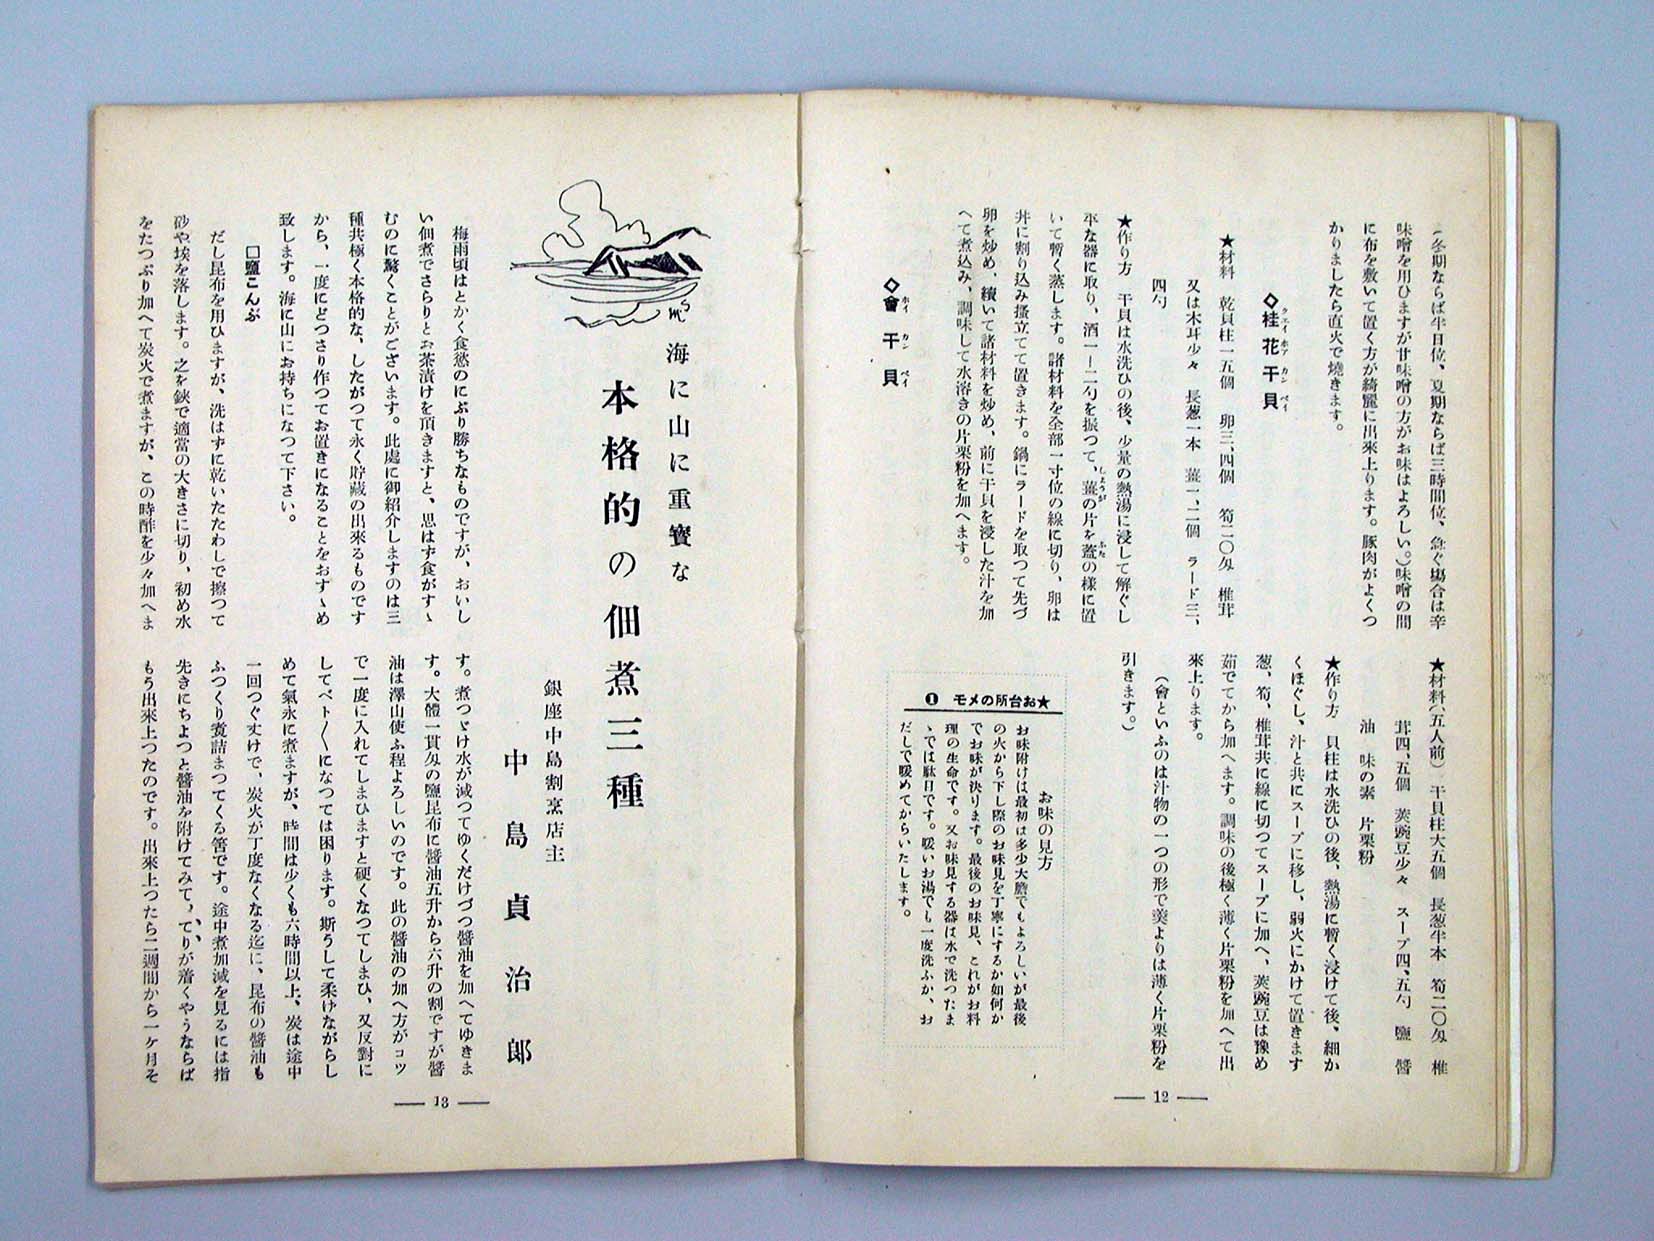 (冬期ならば半日位、夏期ならば三時間位、急ぐ場合は辛
味噌を用ひますが甘味噌の方がお味はよろしい。)味噌の間
に布を敷いて置く方が綺麗に出來上ります。豚肉がよくつ
かりましたら直火で燒きます。
◇桂花干貝
クエイホアカンペイ
★材料 乾貝柱一五個 卵三、四個 筍二〇匁 椎茸
又は木耳少々 長葱一本 薑一、二個 ラード三、
四勺
★作り方 干貝は水洗ひの後、少量の熱湯に浸して解ぐし
平な器に取り、酒一―二勺を振つて、薑の片を蓋の樣に置
しょうが
ふた
いて暫く蒸します。諸材料を全部一寸位の線に切り、卵は
丼に割り込み搔立てて置きます。鍋にラードを取つて先づ
卵を炒め、續いて諸材料を炒め、前に干貝を浸した汁を加
へて煮込み、調味して水溶きの片栗粉を加へます。
◇會干貝
ホイカンペイ
★材料(五人前) 干貝柱大五個 長葱半本 筍二〇匁 椎
茸四、五個 莢豌豆少々 スープ四、五勺 鹽 醬
油 味の素 片栗粉
★作り方 貝柱は水洗ひの後、熱湯に暫く浸けて後、細か
くほぐし、汁と共にスープに移し、弱火にかけて置きます
葱、筍、椎茸共に線に切つてスープに加へ、莢豌豆は豫め
茹でてから加へます。調味の後極く薄く片栗粉を加へて出
來上ります。
(會といふのは汁物の一つの形で羹よりは薄く片栗粉を
引きます。)
★お台所のメモ ❶
お味の見方
お味附けは最初は多少大膽でもよろしいが最後
の火から下し際のお味見を丁寧にするか如何か
でお味が決ります。最後のお味見、これがお料
理の生命です。又お味見する器は水で洗つたま
ゝでは駄目です。暖いお湯でも一度洗ふか、お
だしで暖めてからいたします。
— 12 —
海に山に重寶な
本格的の佃煮三種
銀座中島割烹店主
中島貞治郎
梅雨頃はとかく食慾のにぶり勝ちなものですが、おいし
い佃煮でさらりとお茶漬けを頂きますと、思はず食がすゝ
むのに驚くことがございます。此處に御紹介しますのは三
種共極く本格的な、したがつて永く貯藏の出來るものです
から、一度にどつさり作つてお置きになることをおすゝめ
致します。海に山にお持ちになつて下さい。
□鹽こんぶ
だし昆布を用ひますが、洗はずに乾いたたわしで擦つて
砂や埃を落します。之を鋏で適當の大きさに切り、初め水
をたつぷり加へて炭火で煮ますが、この時酢を少々加へま
す。煮つゞけ水が減つてゆくだけづつ醬油を加へてゆきま
す。大體一貫匁の鹽昆布に醬油五升から六升の割ですが醬
油は澤山使ふ程よろしいのです。此の醬油の加へ方がコツ
で一度に入れてしまひますと硬くなつてしまひ、又反對に
してベト〱になつては困ります。斯うして柔けながらし
めて氣永に煮ますが、時間は少くも六時間以上、炭は途中
一回つぐ丈けで、炭火が丁度なくなる迄に、昆布の醬油も
ふつくり煮詰まつてくる筈です。途中煮加減を見るには指
先きにちよつと醬油を附けてみて、てりが着くやうならば
もう出來上つたのです。出來上つたら二週間から一ケ月そ
— 13 —